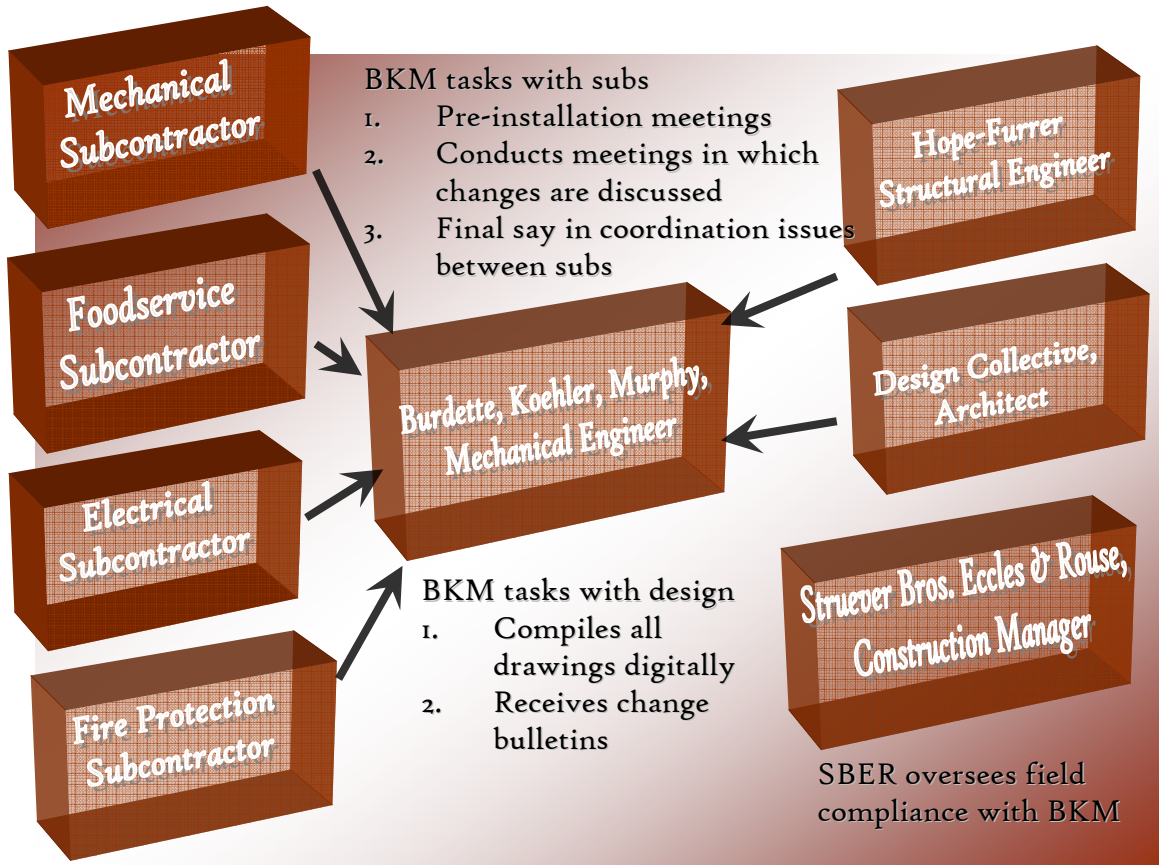 Mechanical
Subcontractor
BKM tasks with subs
1. Pre-installation meetings
2. Conducts meetings in which
changes are discussed
3. Final say in coordination issues
between subs
Hope-Furrer
Structural Engineer
Foodservice
Subcontractor
Burdette, Koehler, Murphy,
Mechanical Engineer
Design Collective,
Architect
Electrical
Subcontractor
BKM tasks with design
1. Compiles all
drawings digitally
2. Receives change
bulletins
Struever Bros. Eccles & Rouse,
Construction Manager
Fire Protection
Subcontractor
SBER oversees field
compliance with BKM